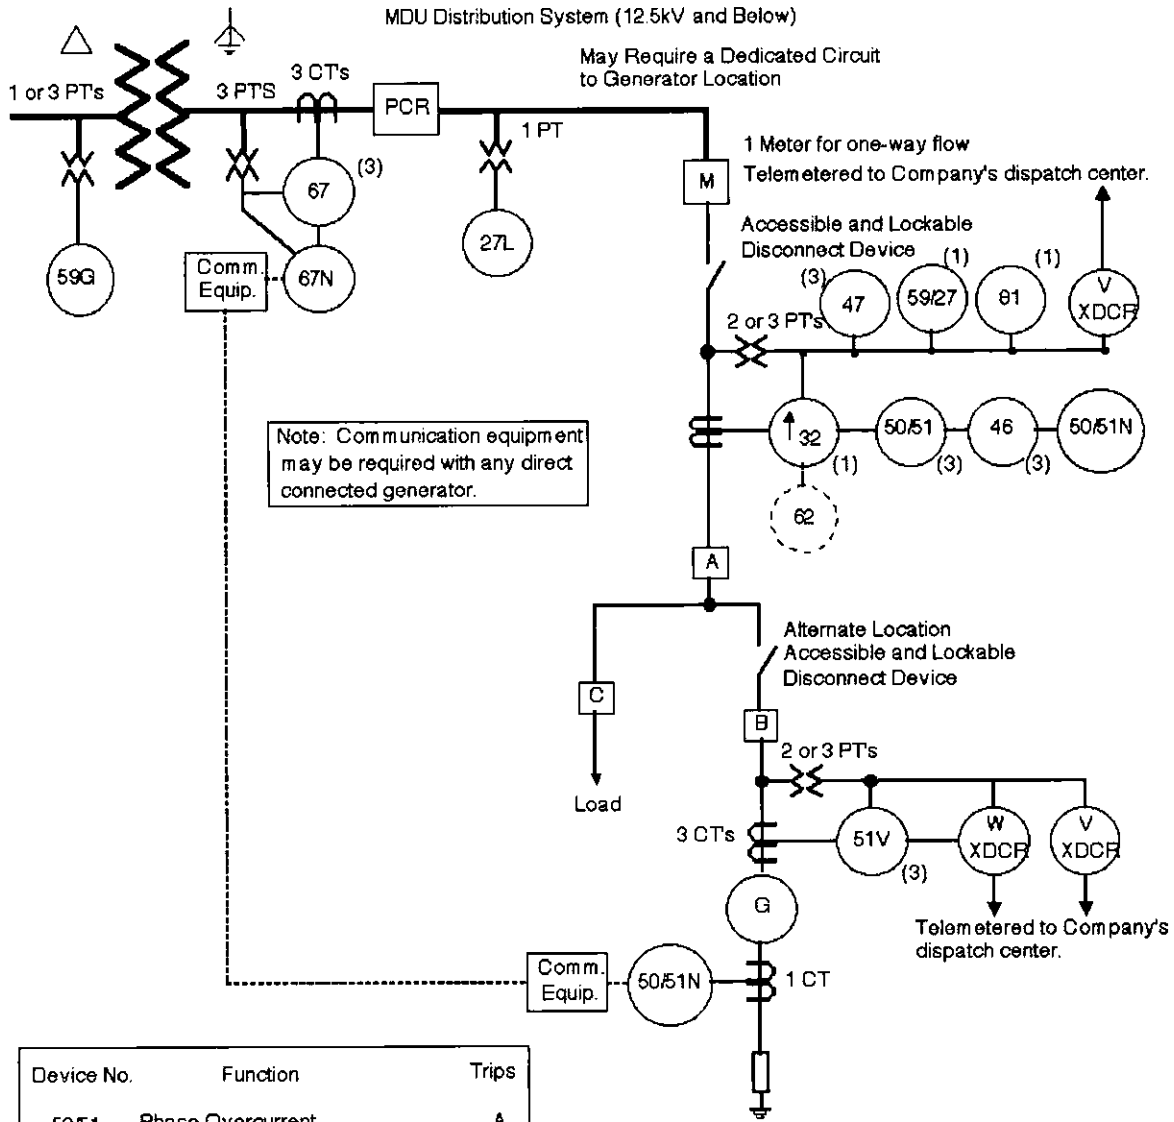 MDU Distribution System (12.5kV and Below)
May Require a Dedicated Circuit
to Generator Location
1 or 3 PT's
3 PT'S
3 CT's
PCR
1 PT
1 Meter for one-way flow
Telemetered to Company's dispatch center.
M
67
(3)
27L
59G
Comm.
Equip.
67N
Accessible and Lockable
Disconnect Device
(3)
47
59/27
(1)
81
(1)
V
XDCR
2 or 3 PT's
Note: Communication equipment
may be required with any direct
connected generator.
32
(1)
50/51
(3)
46
(3)
50/51N
62
A
Alternate Location
Accessible and Lockable
Disconnect Device
C
B
Load
2 or 3 PT's
3 CT's
51V
(3)
W
XDCR
V
XDCR
G
Telemetered to Company's
dispatch center.
Comm.
Equip.
50/51N
1 CT
Device No. Function Trips
50/51 Phase Overcurrent A